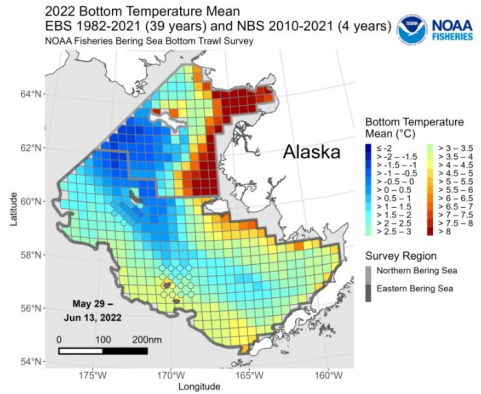 2022 Bottom Temperature Mean
EBS 1982-2021 (39 years) and NBS 2010-2021 (4 years)
NOAA Fisheries Bering Sea Bottom Trawl Survey
NOAA
NOAA
FISHERIES
64°N
62°N
60°N
58°N
56°N
54°N
Latitude
Alaska
May 29 –
Jun 13, 2022
0 100 200nm
175°W 170°W 165°W 160°W
Longitude
Bottom Temperature
Mean (°C)
≤ -2
> -2 – -1.5
> -1.5 – -1
> -1 – -0.5
> -0.5 – 0
> 0 – 0.5
> 0.5 – 1
> 1 – 1.5
> 1.5 – 2
> 2 – 2.5
> 2.5 – 3
> 3 – 3.5
> 3.5 – 4
> 4 – 4.5
> 4.5 – 5
> 5 – 5.5
> 5.5 – 6
> 6 – 6.5
> 6.5 – 7
> 7 – 7.5
> 7.5 – 8
> 8
Survey Region
Northern Bering Sea
Eastern Bering Sea